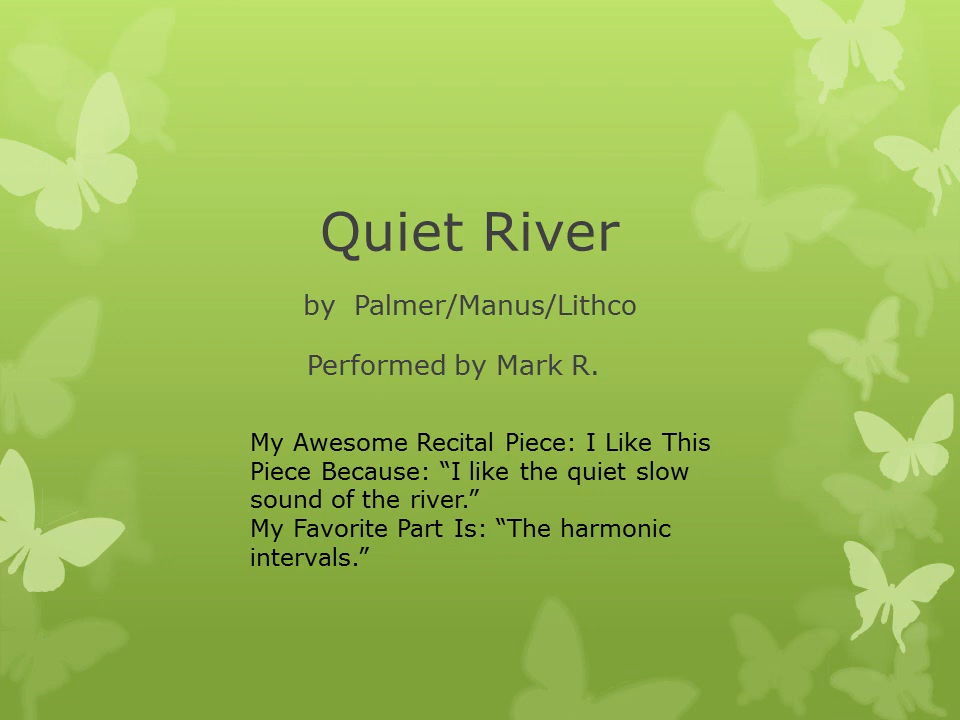 Quiet River
by  Palmer/Manus/Lithco
Performed by Mark R.
My Awesome Recital Piece: I Like This
Piece Because: “I like the quiet slow
sound of the river.”
My Favorite Part Is: “The harmonic
intervals.”